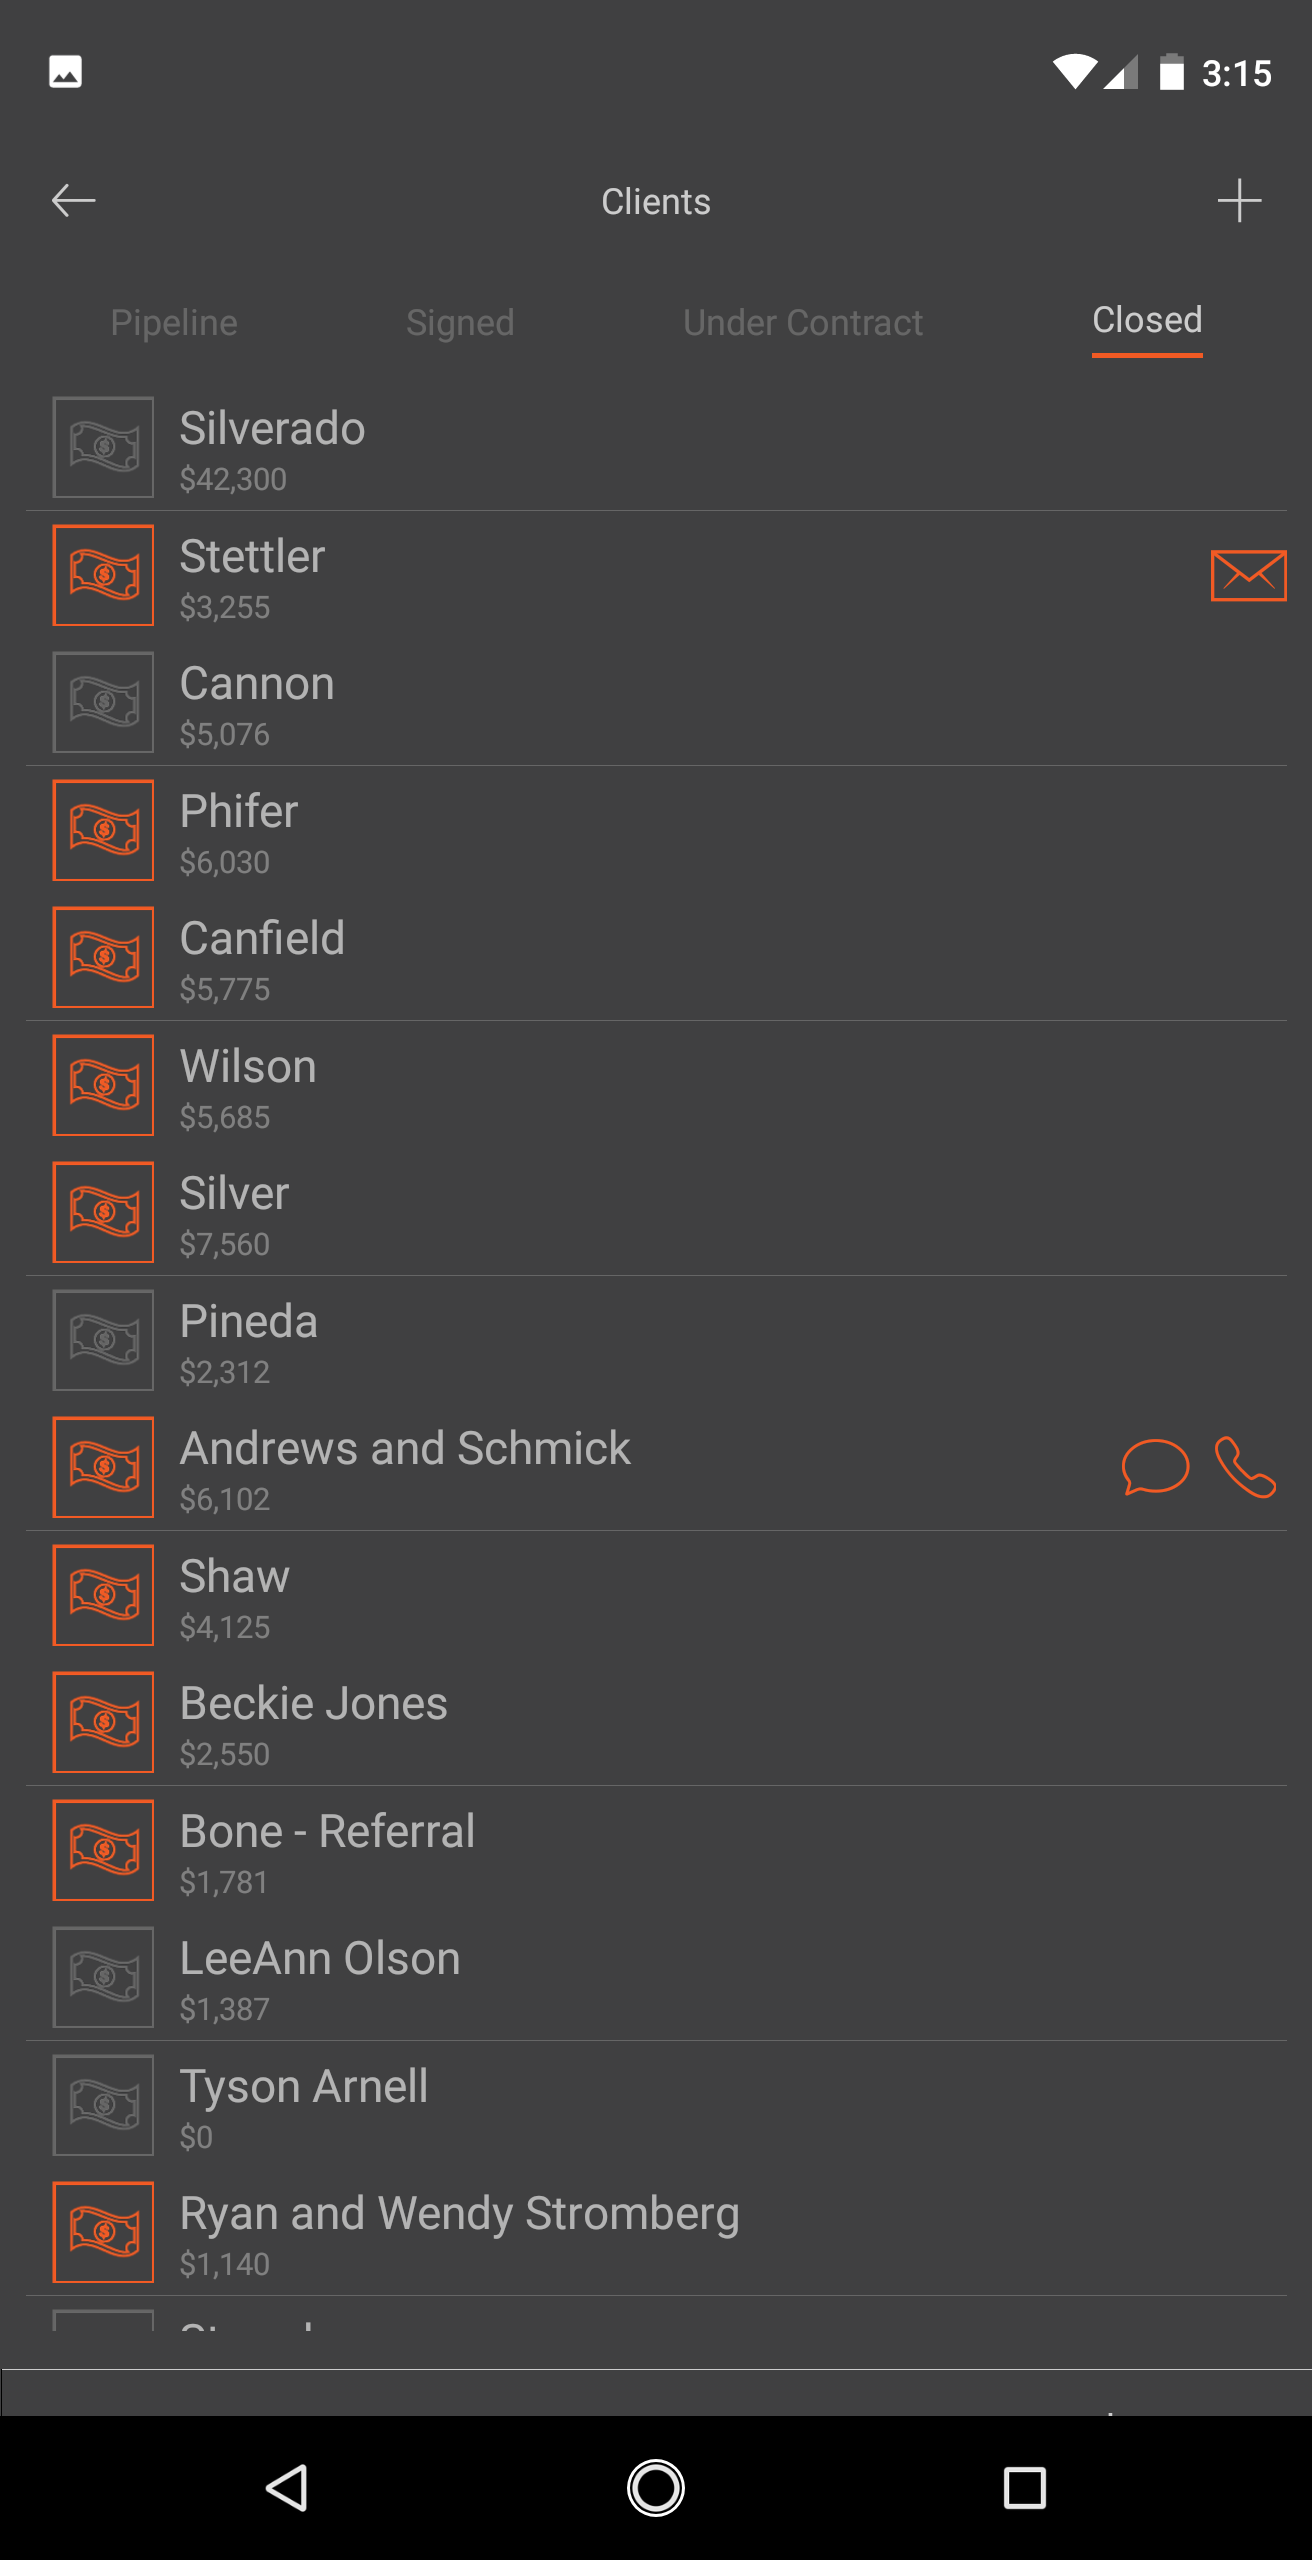 3:15
Clients
Pipeline Signed Under Contract Closed
Silverado
$42,300
Stettler
$3,255
Cannon
$5,076
Phifer
$6,030
Canfield
$5,775
Wilson
$5,685
Silver
$7,560
Pineda
$2,312
Andrews and Schmick
$6,102
Shaw
$4,125
Beckie Jones
$2,550
Bone - Referral
$1,781
LeeAnn Olson
$1,387
Tyson Arnell
$0
Ryan and Wendy Stromberg
$1,140